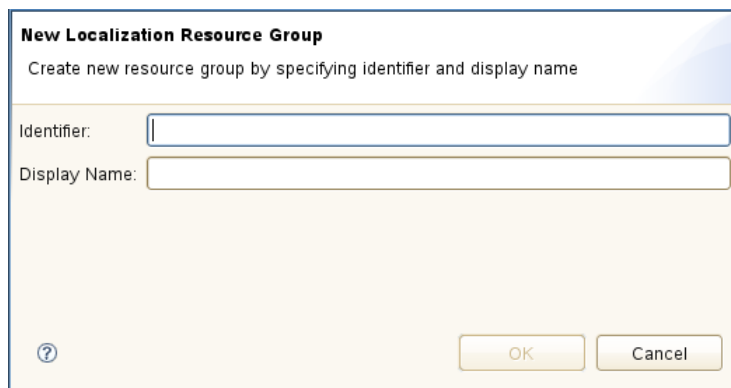 New Localization Resource Group
Create new resource group by specifying identifier and display name
Identifier:
Display Name:
?
OK Cancel